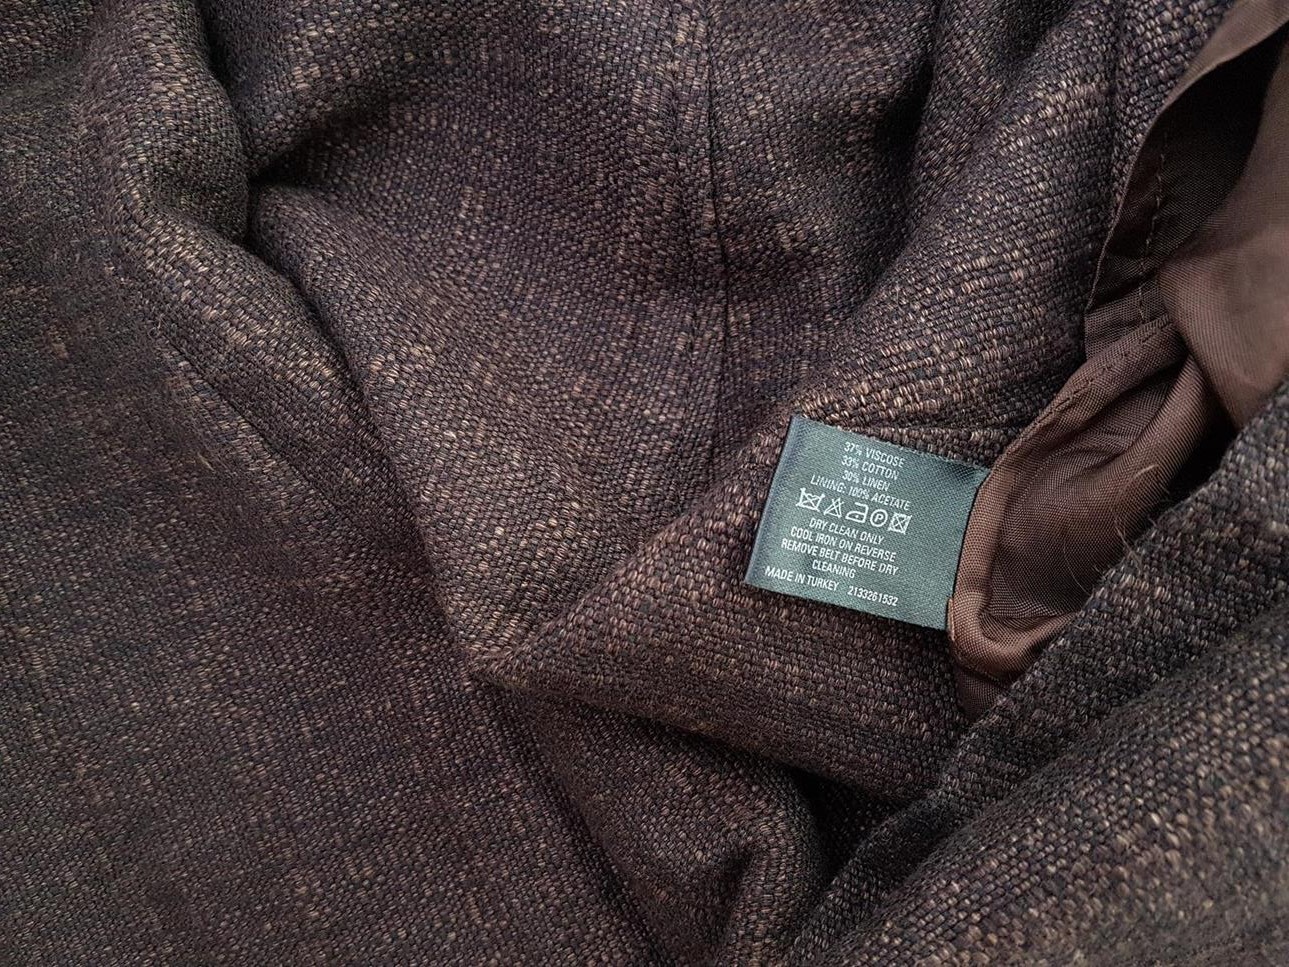 37% VISCOSE
33% COTTON
30% LINEN
LINING: 100% ACETATE
P
DRY CLEAN ONLY
COOL IRON ON REVERSE
REMOVE BELT BEFORE DRY
CLEANING
MADE IN TURKEY 2133261532